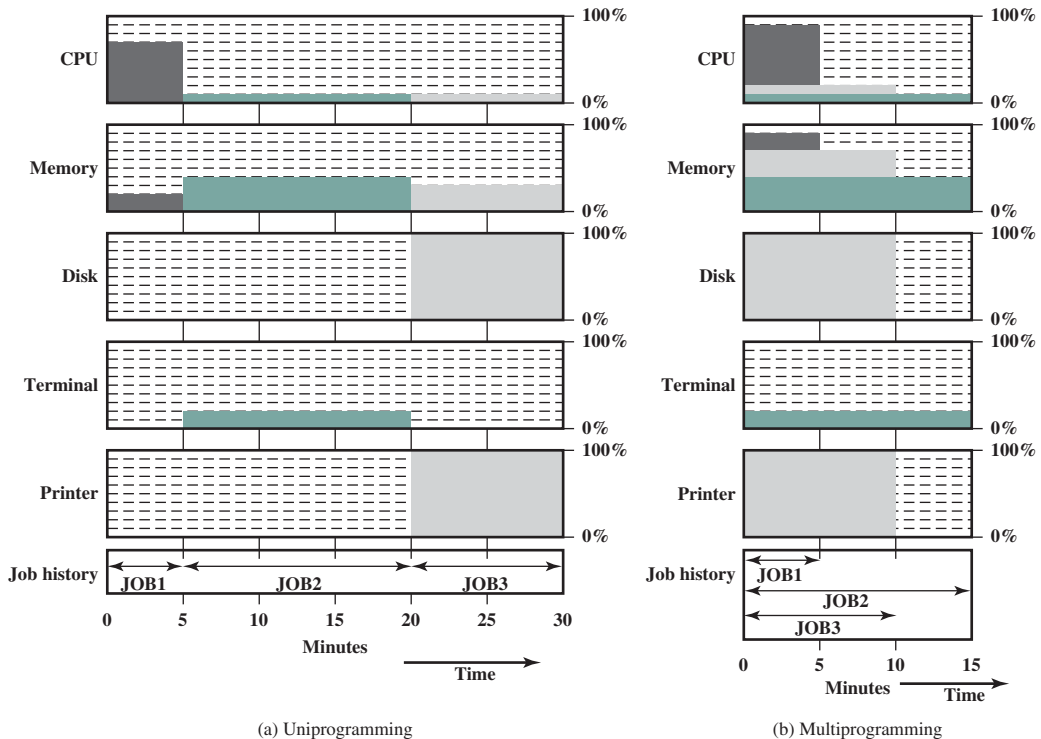 100%
CPU
0%
100%
Memory
0%
100%
Disk
0%
100%
Terminal
0%
100%
Printer
0%
Job history
JOB1 JOB2 JOB3
0 5 10 15 20 25 30
Minutes
Time
(a) Uniprogramming
100%
CPU
0%
100%
Memory
0%
100%
Disk
0%
100%
Terminal
0%
100%
Printer
0%
Job history
JOB1
JOB2
JOB3
0 5 10 15
Minutes
Time
(b) Multiprogramming